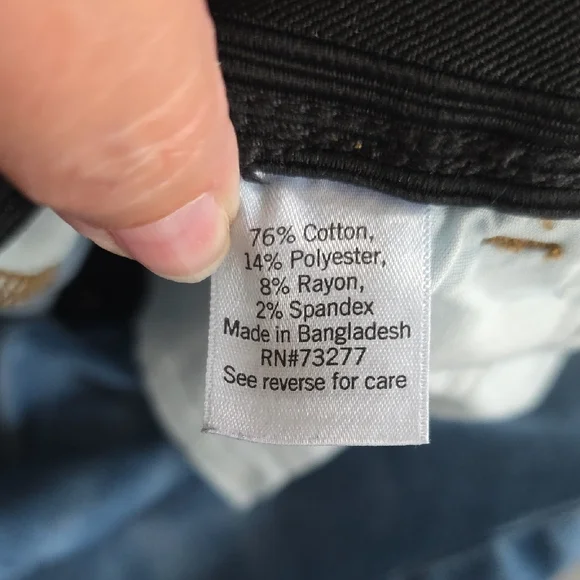 76% Cotton,
14% Polyester,
8% Rayon,
2% Spandex
Made in Bangladesh
RN#73277
See reverse for care